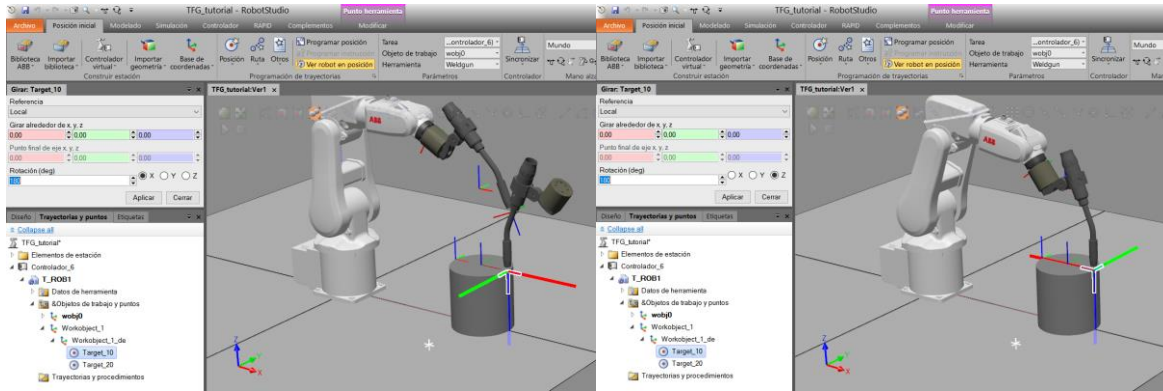 TFG_tutorial - RobotStudio
Punto herramienta
Archivo Posición inicial Modelado Simulación Controlador RAPID Complementos Modificar
Biblioteca ABB
Importar biblioteca
Controlador virtual
Importar geometría
Base de coordenadas
Construir estación
Posición Ruta Otros
Programar posición
Ver robot en posición
Programación de trayectorias
Tarea ...ontrolador_6)
Objeto de trabajo wobj0
Herramienta Weldgun
Parámetros
Sincronizar
Controlador
Mundo
Girar: Target_10
Referencia
Local
Girar alrededor de x, y, z
0,00 0,00 0,00
Punto final de eje x, y, z
0,00 0,00 0,00
Rotación (deg)
180 X Y Z
Aplicar Cerrar
Diseño Trayectorias y puntos Etiquetas
Collapse all
TFG_tutorial*
Elementos de estación
Controlador_6
T_ROB1
Datos de herramienta
&Objetos de trabajo y puntos
wobj0
Workobject_1
Workobject_1_de
Target_10
Target_20
Trayectorias y procedimientos
TFG_tutorial:Ver1
ABB
Z
Y
X
TFG_tutorial - RobotStudio
Punto herramienta
Archivo Posición inicial Modelado Simulación Controlador RAPID Complementos Modificar
Biblioteca ABB
Importar biblioteca
Controlador virtual
Importar geometría
Base de coordenadas
Construir estación
Posición Ruta Otros
Programar posición
Ver robot en posición
Programación de trayectorias
Tarea ...ontrolador_6)
Objeto de trabajo wobj0
Herramienta Weldgun
Parámetros
Sincronizar
Controlador
Mundo
Girar: Target_10
Referencia
Local
Girar alrededor de x, y, z
0,00 0,00 0,00
Punto final de eje x, y, z
0,00 0,00 0,00
Rotación (deg)
X Y Z
Aplicar Cerrar
Diseño Trayectorias y puntos Etiquetas
Collapse all
TFG_tutorial*
Elementos de estación
Controlador_6
T_ROB1
Datos de herramienta
&Objetos de trabajo y puntos
wobj0
Workobject_1
Workobject_1_de
Target_10
Target_20
Trayectorias y procedimientos
TFG_tutorial:Ver1
ABB
Z
Y
X